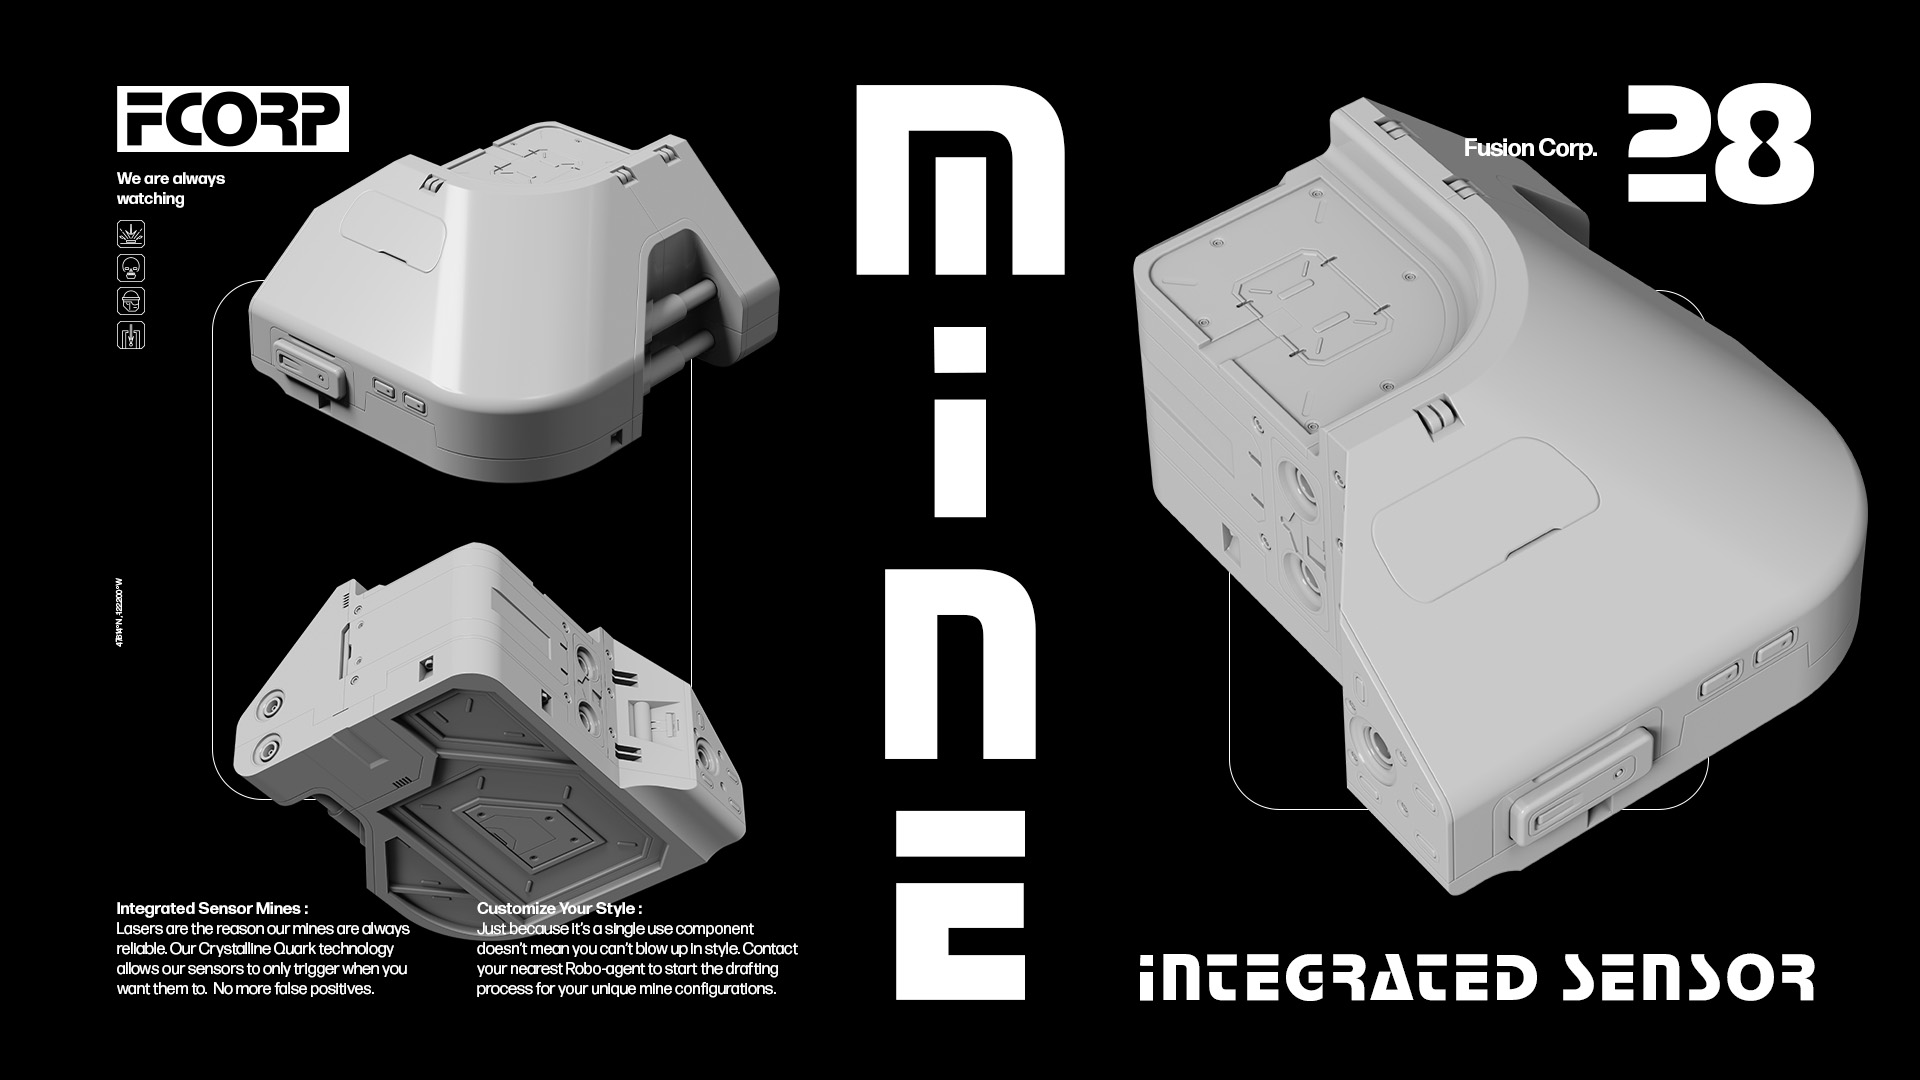 FCORP
We are always
watching
mine
Fusion Corp.
28
Integrated Sensor Mines :
Lasers are the reason our mines are always
reliable. Our Crystalline Quark technology
allows our sensors to only trigger when you
want them to. No more false positives.
Customize Your Style :
Just because it's a single use component
doesn't mean you can't blow up in style. Contact
your nearest Robo-agent to start the drafting
process for your unique mine configurations.
iNTEGRATED SENSOR